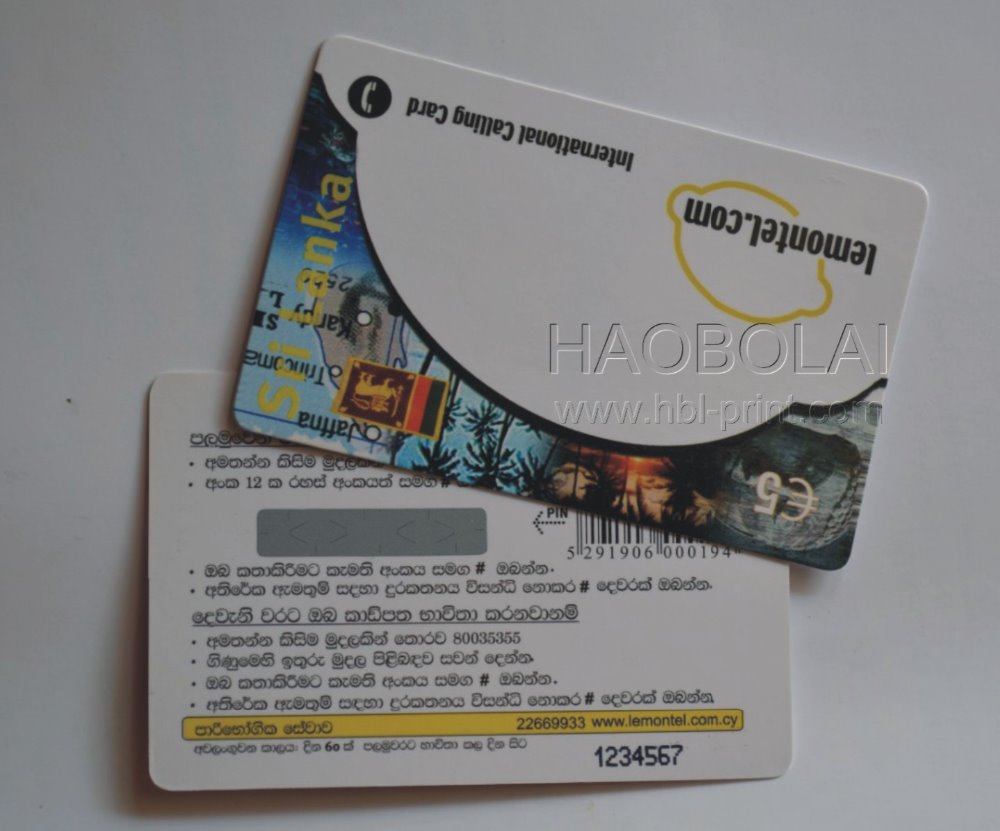 International Calling Card
lemontel.com
Sri Lanka
Kandy
Trincoma
Jaffna
€5
HAOBOLAI
www.hbl-print.com
• අමතන්න කිසිම මුදලකින්
• අංක 12 ක රහස් අංකයත් සමග #
PIN
5 291906 000194
• ඔබ කතාකිරීමට කැමති අංකය සමග # ඔබන්න.
• අතිරේක ඇමතුම් සඳහා දුරකතනය විසන්ධි නොකර # දෙවරක් ඔබන්න.
දෙවැනි වරට ඔබ කාඩ්පත භාවිතා කරනවානම්
• අමතන්න කිසිම මුදලකින් තොරව 80035355
• ගිණුමෙහි ඉතුරු මුදල පිළිබඳව සවන් දෙන්න.
• ඔබ කතාකිරීමට කැමති අංකය සමග # ඔබන්න.
• අතිරේක ඇමතුම් සඳහා දුරකතනය විසන්ධි නොකර # දෙවරක් ඔබන්න.
පාරිභෝගික සේවාව 22669933 www.lemontel.com.cy
අවලංගුවන කාලය: දින 60 ක් පලමුවරට භාවිතා කල දින සිට
1234567